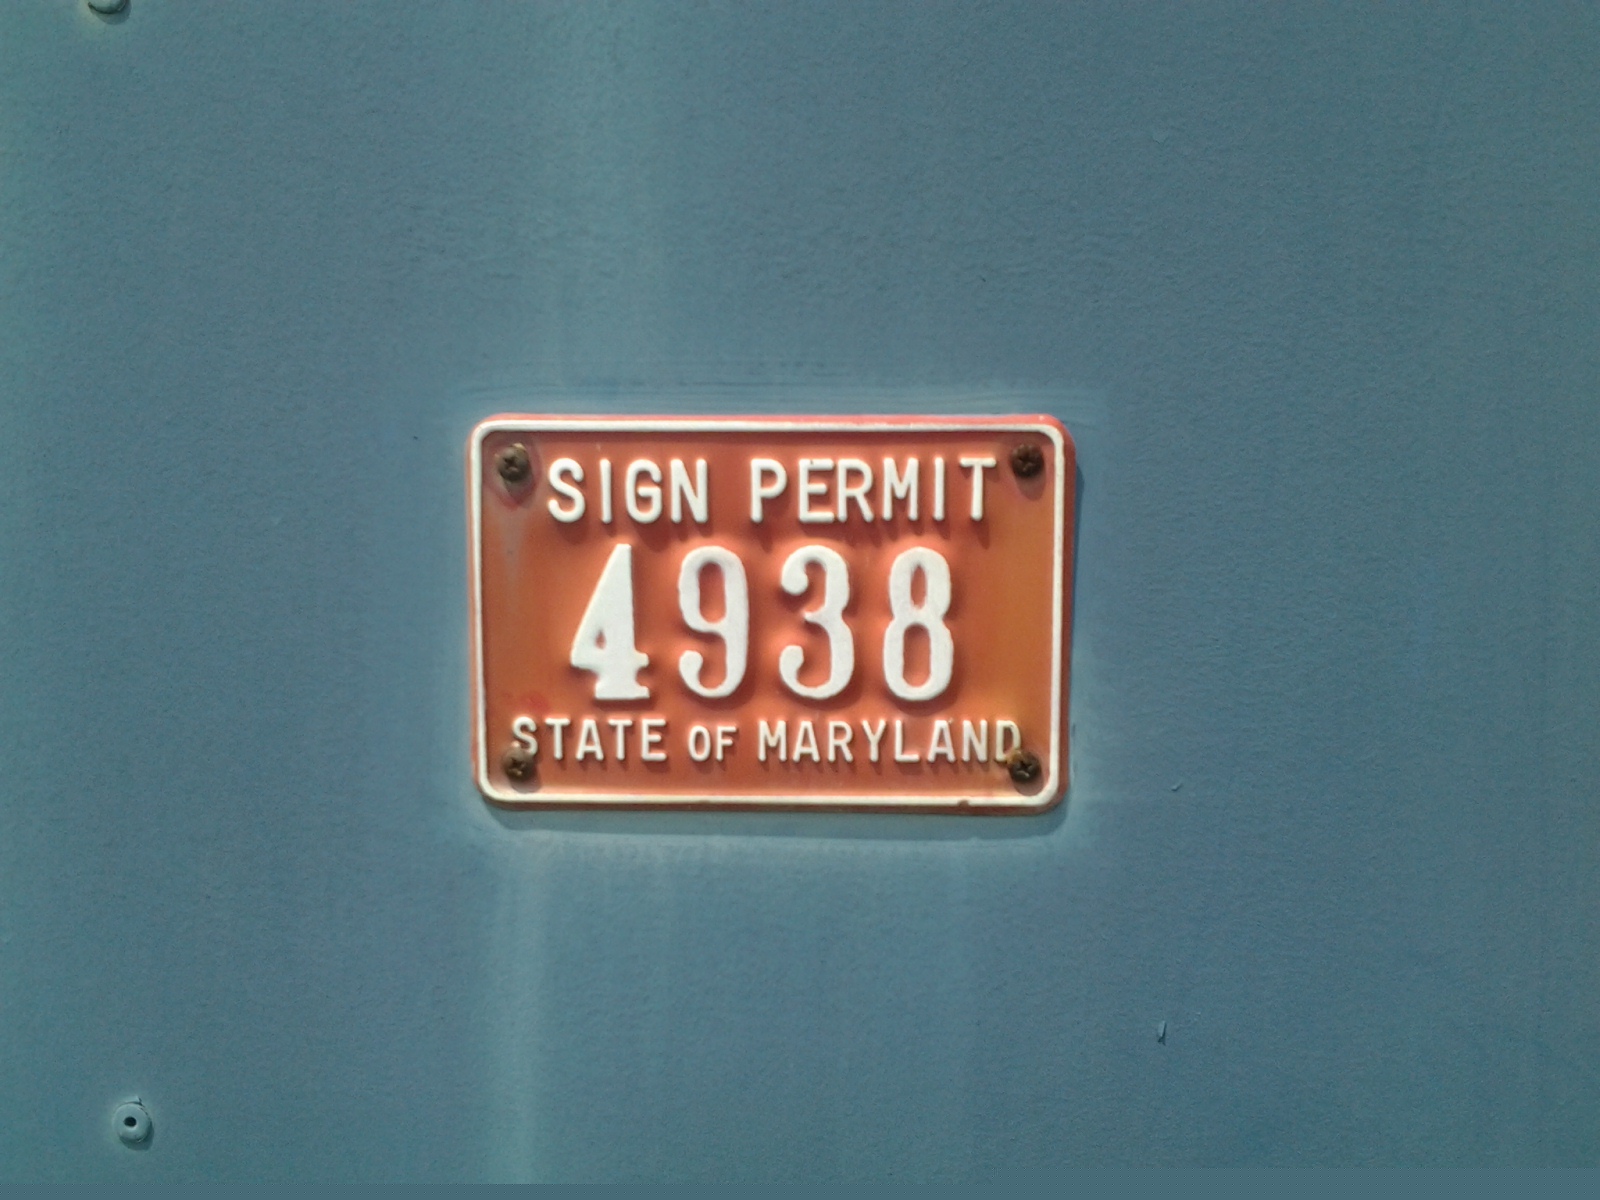 SIGN PERMIT
4938
STATE OF MARYLAND